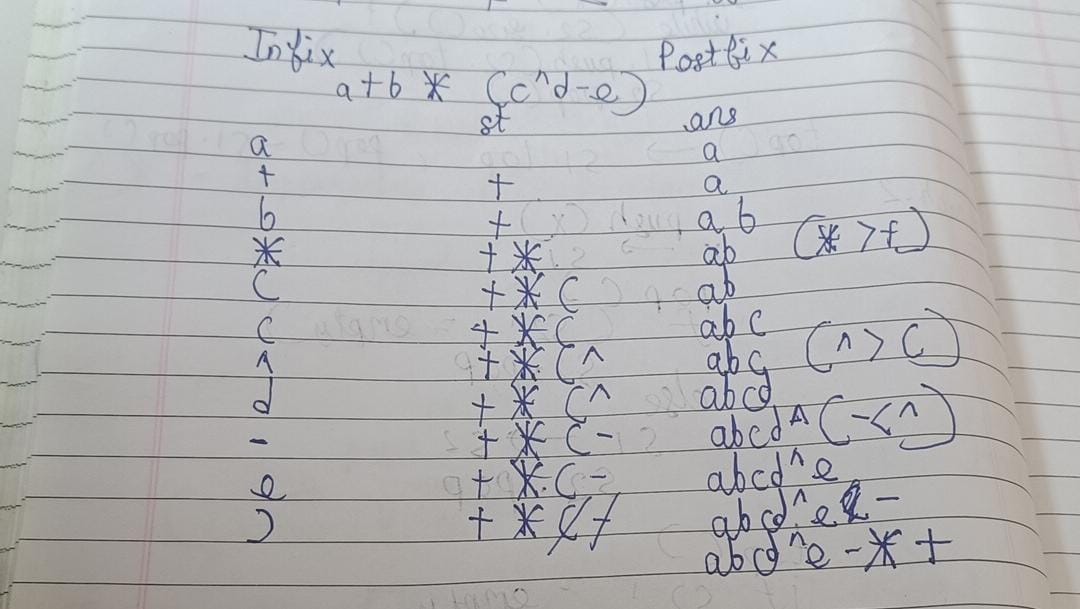 Infix Postfix
a+b * (c^d-e)
st ans
a a
+ + a
b + ab
* +* ab (* > +)
( +*( ab
c +*( abc
^ +*(^ abc (^ > ()
d +*(^ abcd
- +*(- abcd^ (- < ^)
e +*(- abcd^e
) +*(- abcd^e -
abcd^e-*+